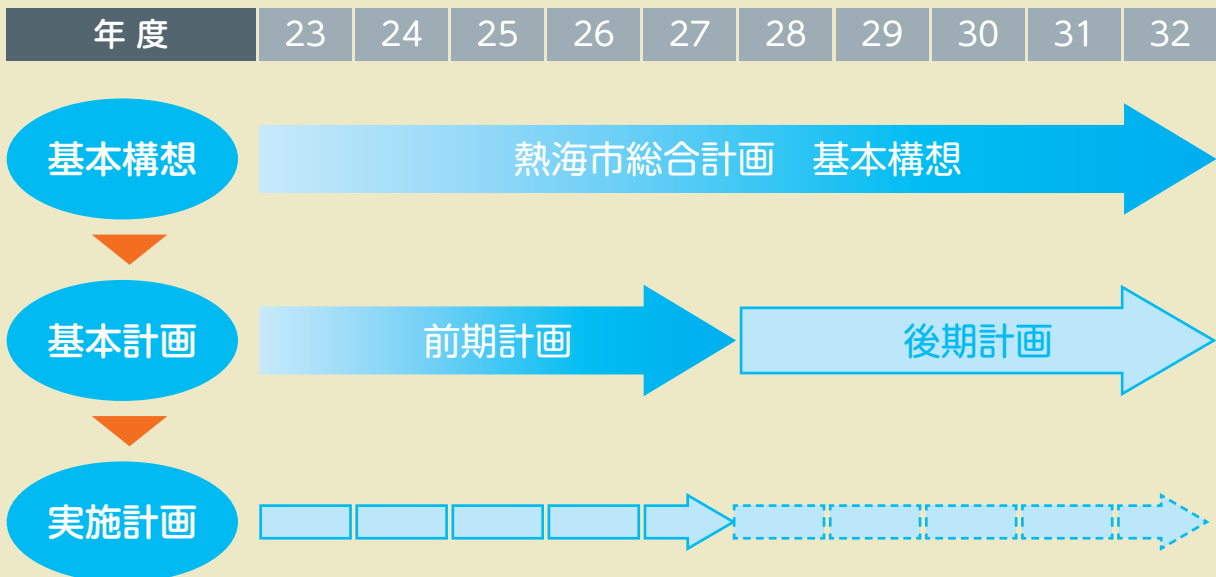 年度 23 24 25 26 27 28 29 30 31 32
基本構想 熱海市総合計画 基本構想
基本計画 前期計画 後期計画
実施計画